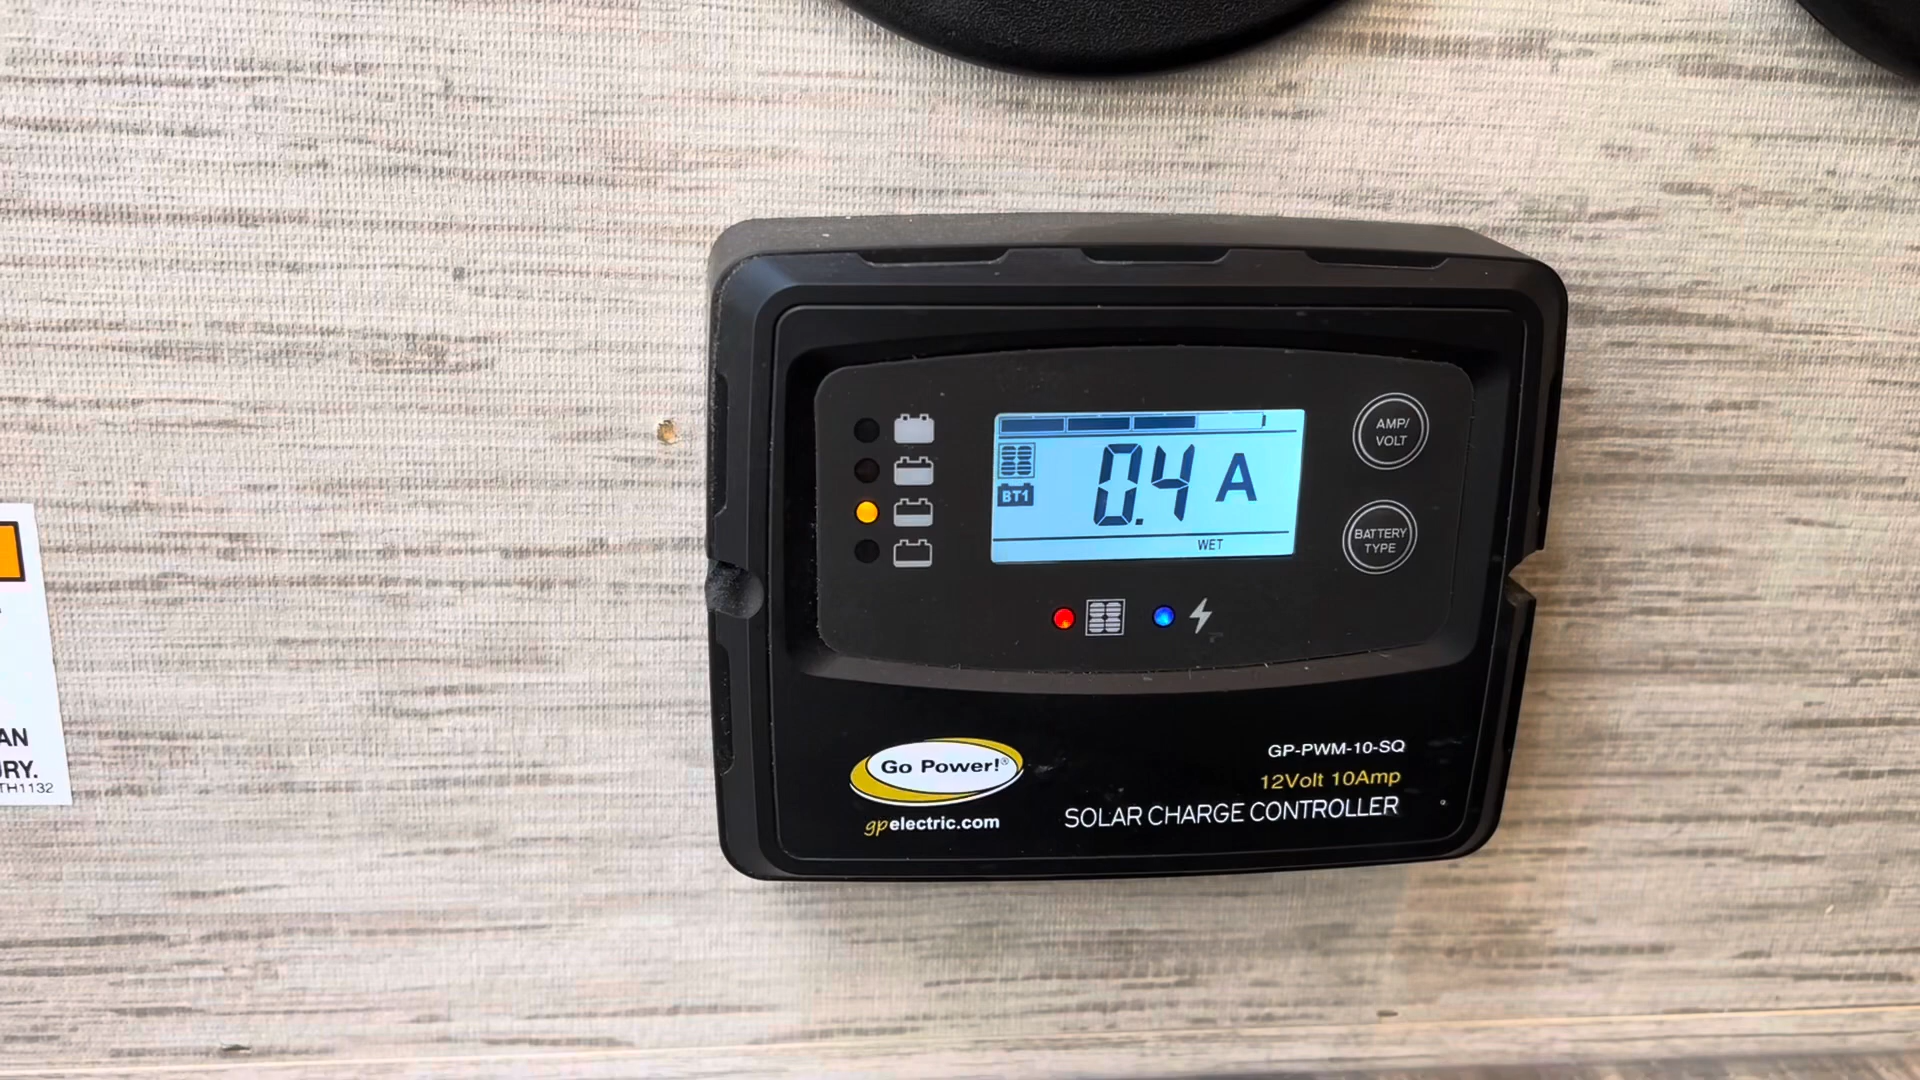 AMP/
VOLT
0.4 A
BT1
WET
BATTERY
TYPE
Go Power!®
gpelectric.com
GP-PWM-10-SQ
12Volt 10Amp
SOLAR CHARGE CONTROLLER
AN
RY.
TH1132